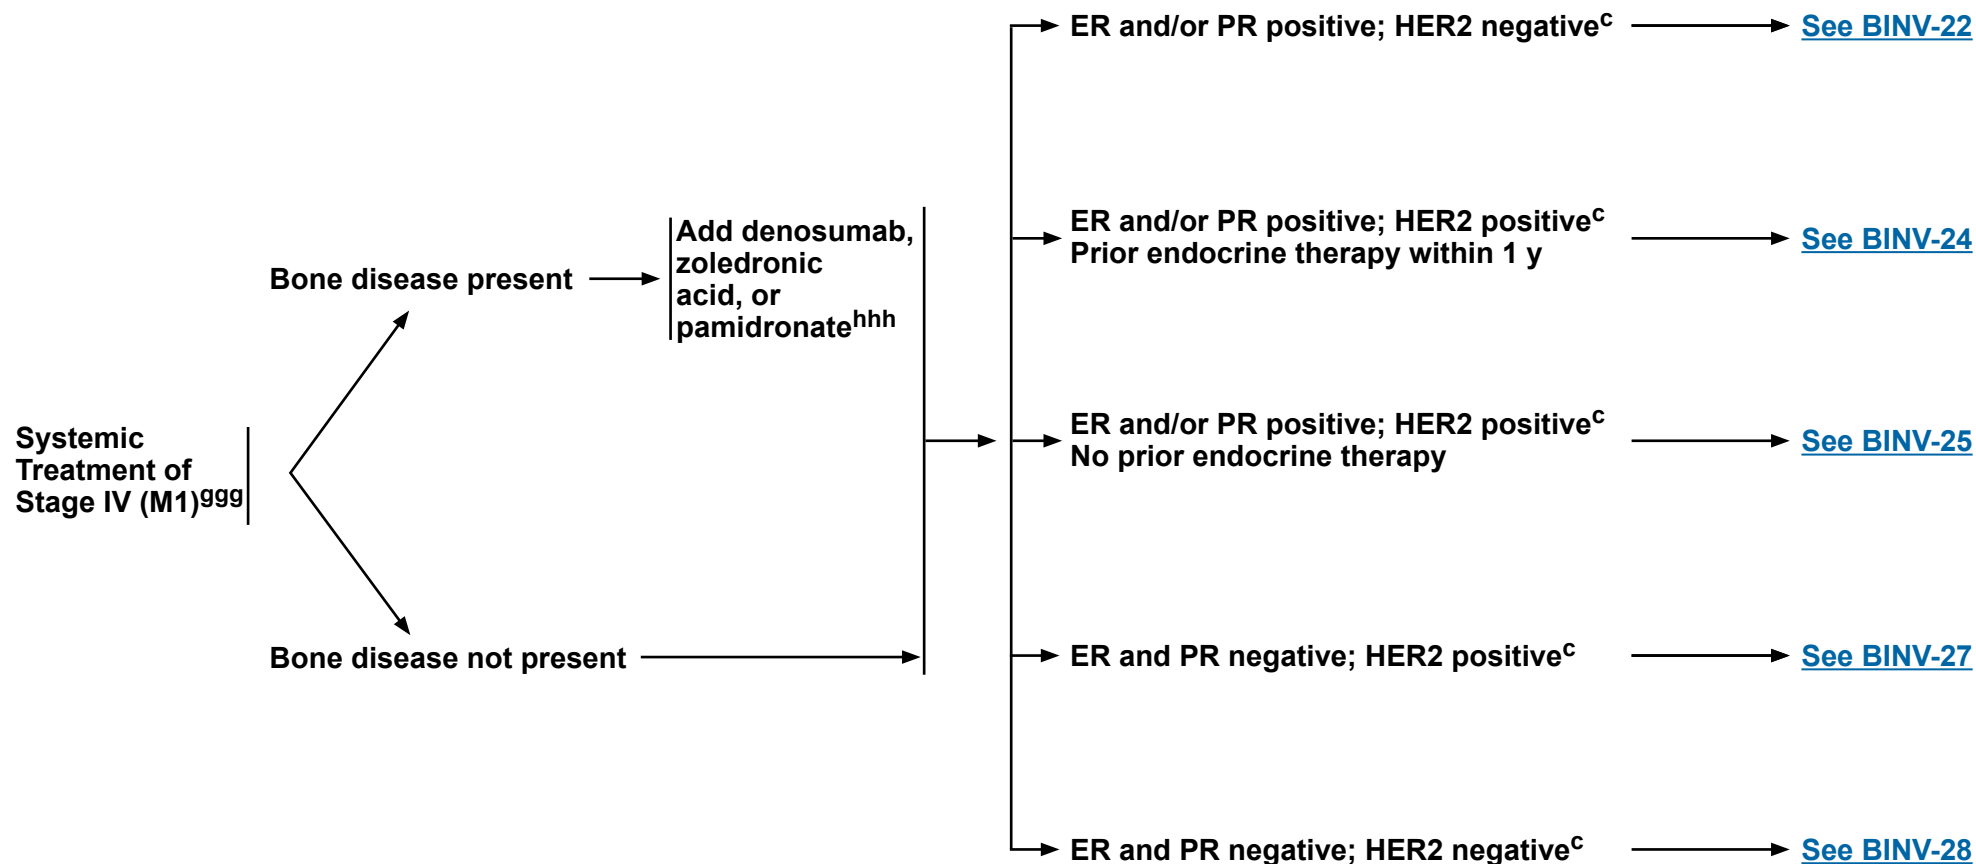 Systemic
Treatment of
Stage IV (M1)ggg
Bone disease present
Add denosumab,
zoledronic
acid, or
pamidronatehhh
Bone disease not present
ER and/or PR positive; HER2 negativec
See BINV-22
ER and/or PR positive; HER2 positivec
Prior endocrine therapy within 1 y
See BINV-24
ER and/or PR positive; HER2 positivec
No prior endocrine therapy
See BINV-25
ER and PR negative; HER2 positivec
See BINV-27
ER and PR negative; HER2 negativec
See BINV-28